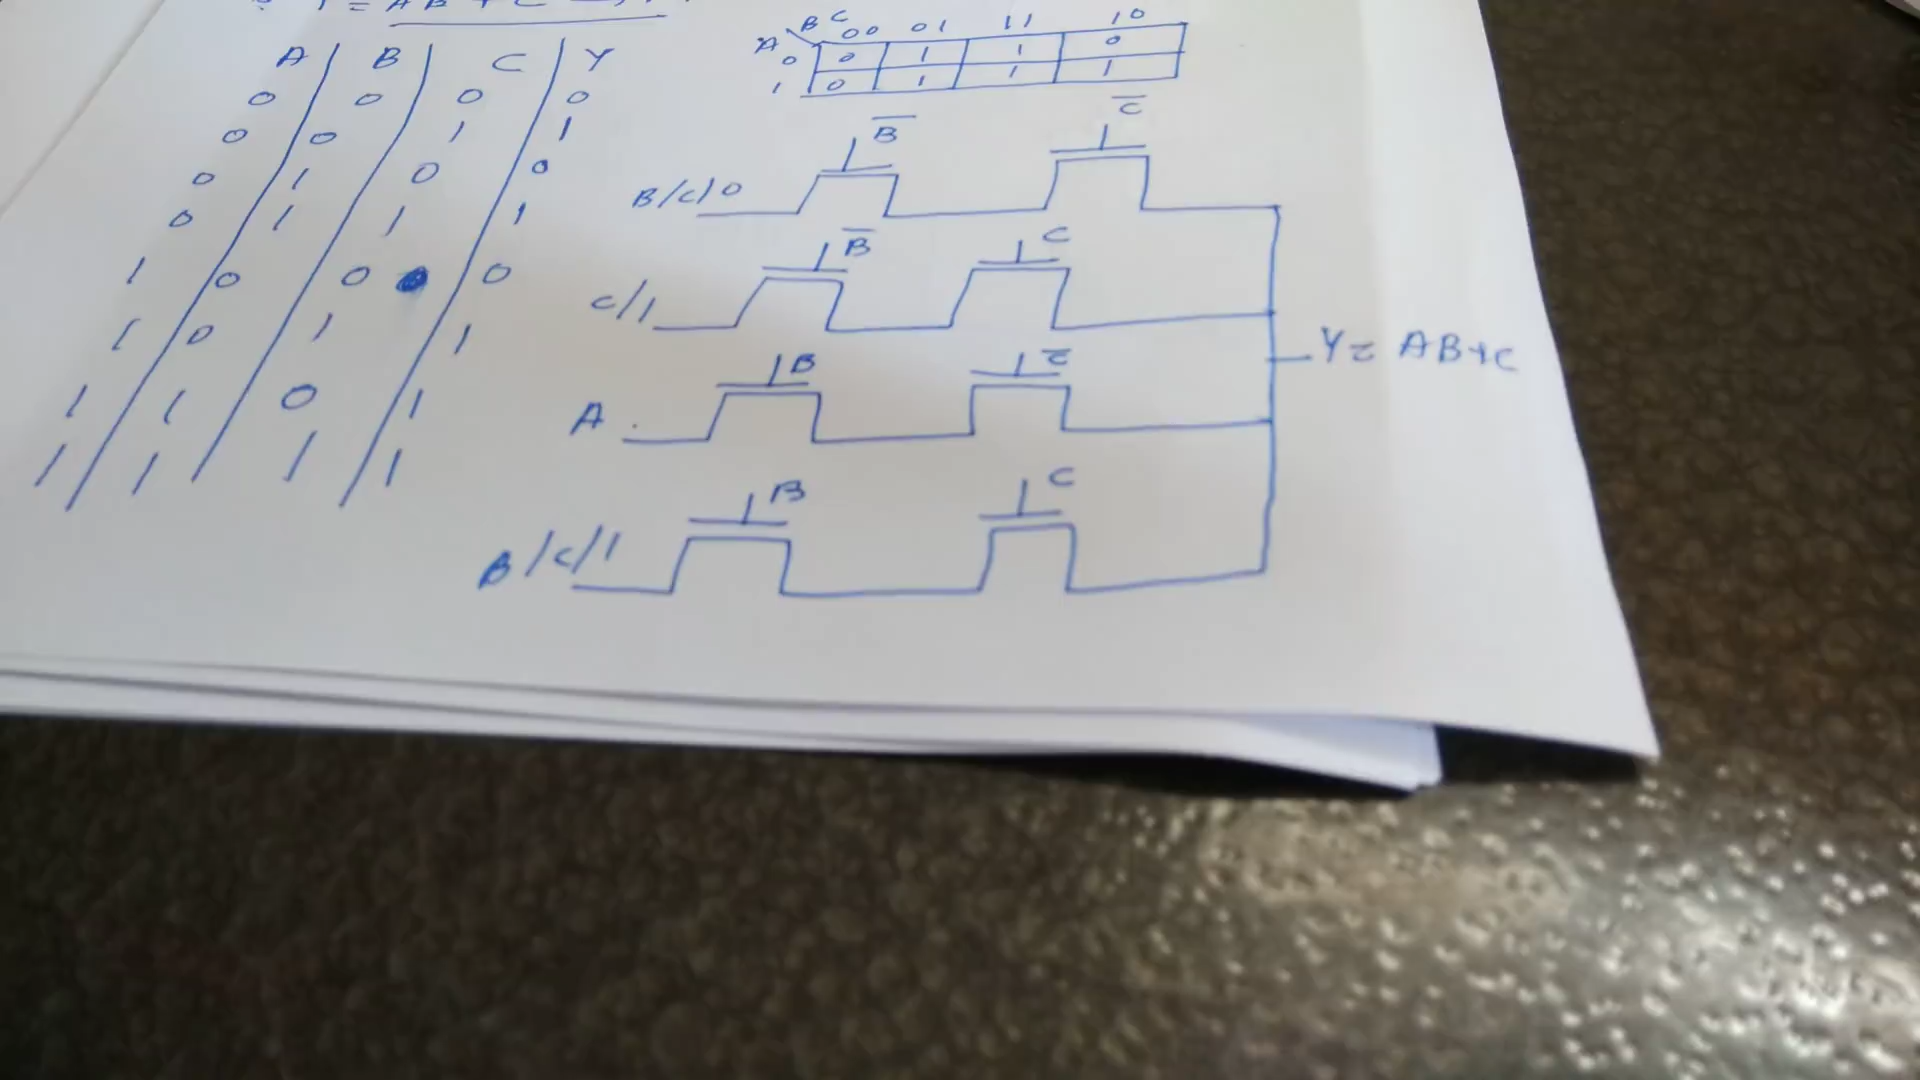 Y = AB + C
A B C Y
0 0 0 0
0 0 1 1
0 1 0 0
0 1 1 1
1 0 0 0
1 0 1 1
1 1 0 1
1 1 1 1
A BC 00 01 11 10
0 0 1 1 0
1 0 1 1 1
B̅ C̅
B/C/0
B̅ C
C/1
B C̅
A
B C
B/C/1
Y = AB+C